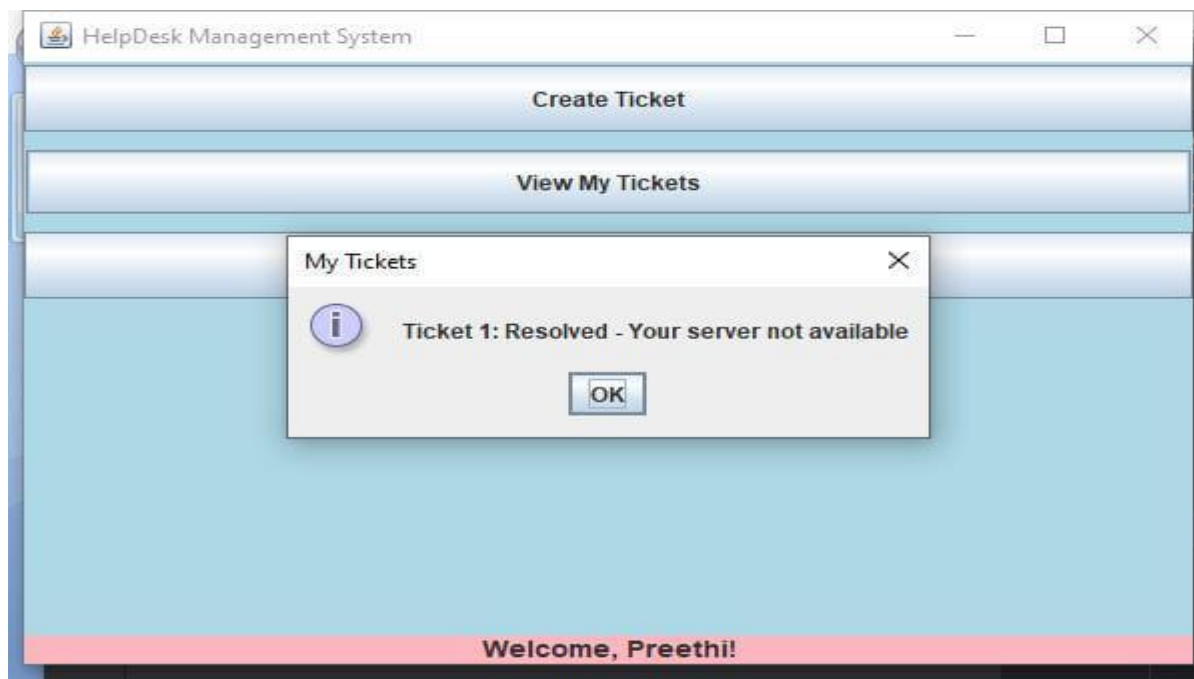 HelpDesk Management System
Create Ticket
View My Tickets
My Tickets
Ticket 1: Resolved - Your server not available
OK
Welcome, Preethi!